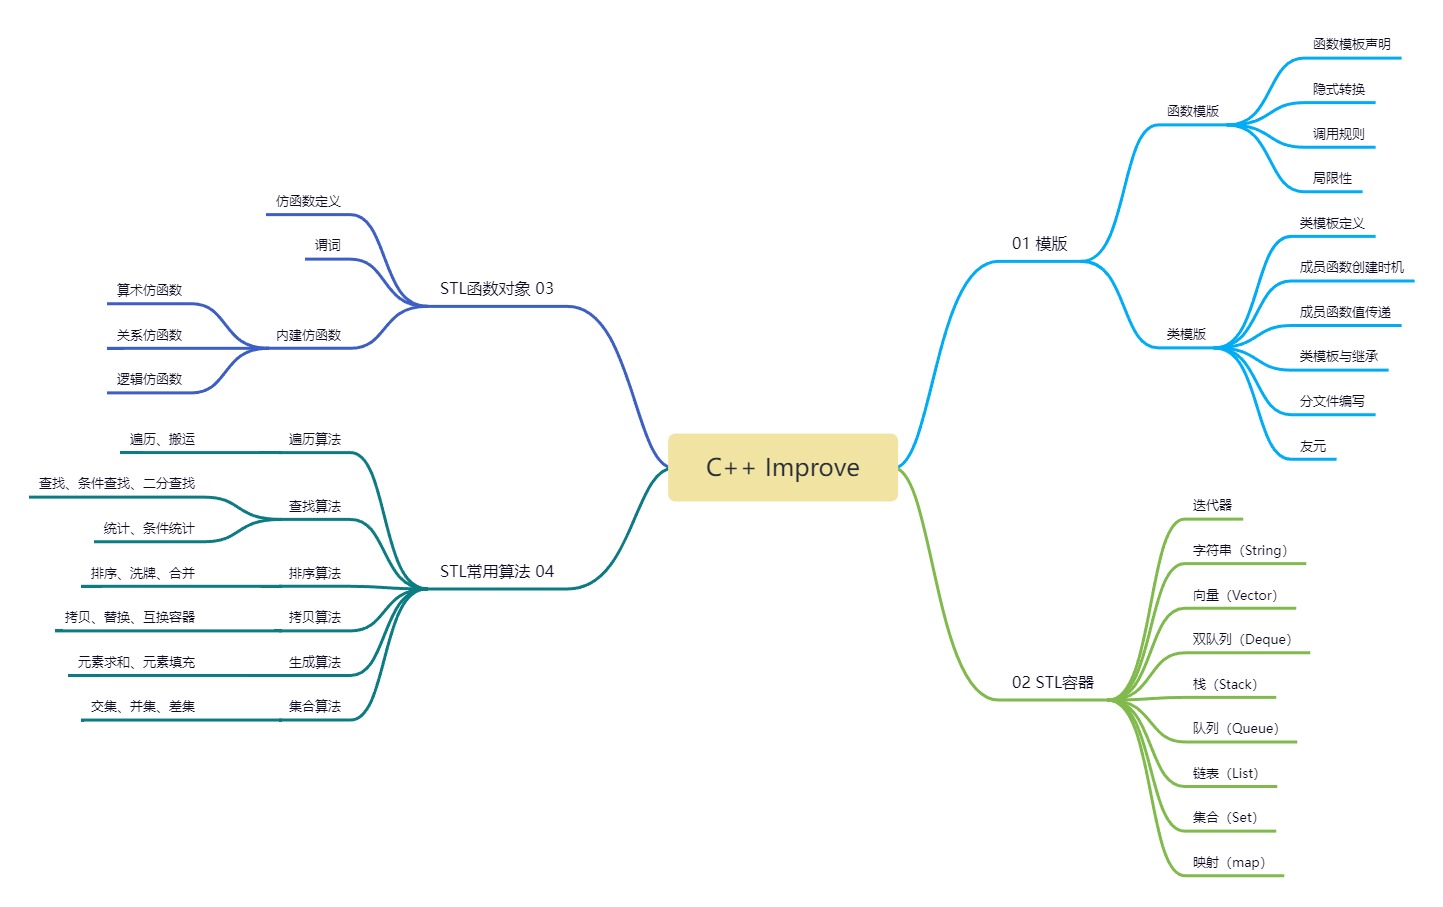 C++ Improve
01 模版
函数模版
函数模板声明
隐式转换
调用规则
局限性
类模版
类模板定义
成员函数创建时机
成员函数值传递
类模板与继承
分文件编写
友元
02 STL容器
迭代器
字符串（String）
向量（Vector）
双队列（Deque）
栈（Stack）
队列（Queue）
链表（List）
集合（Set）
映射（map）
STL函数对象 03
仿函数定义
谓词
内建仿函数
算术仿函数
关系仿函数
逻辑仿函数
STL常用算法 04
遍历算法
遍历、搬运
查找算法
查找、条件查找、二分查找
统计、条件统计
排序算法
排序、洗牌、合并
拷贝算法
拷贝、替换、互换容器
生成算法
元素求和、元素填充
集合算法
交集、并集、差集